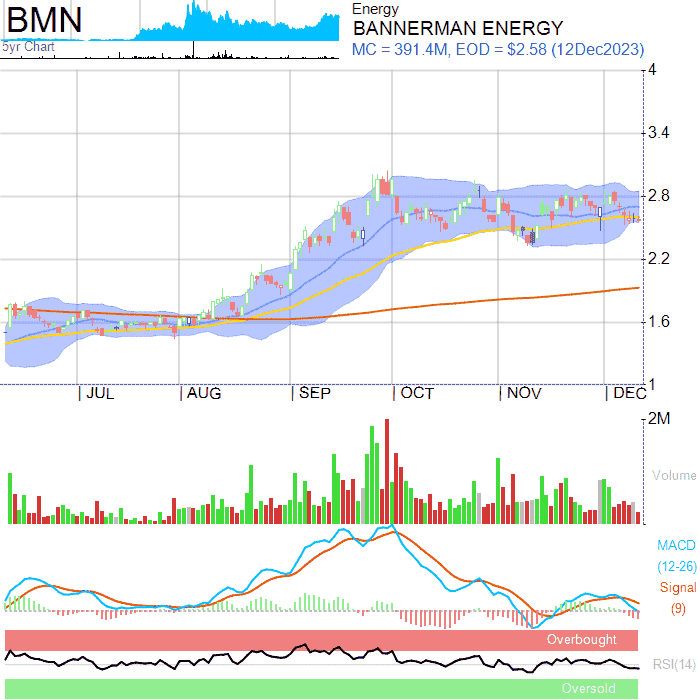 BMN
5yr Chart
Energy
BANNERMAN ENERGY
MC = 391.4M, EOD = $2.58 (12Dec2023)
4
3.4
2.8
2.2
1.6
1
JUL AUG SEP OCT NOV DEC
2M
Volume
MACD
(12-26)
Signal
(9)
Overbought
RSI(14)
Oversold